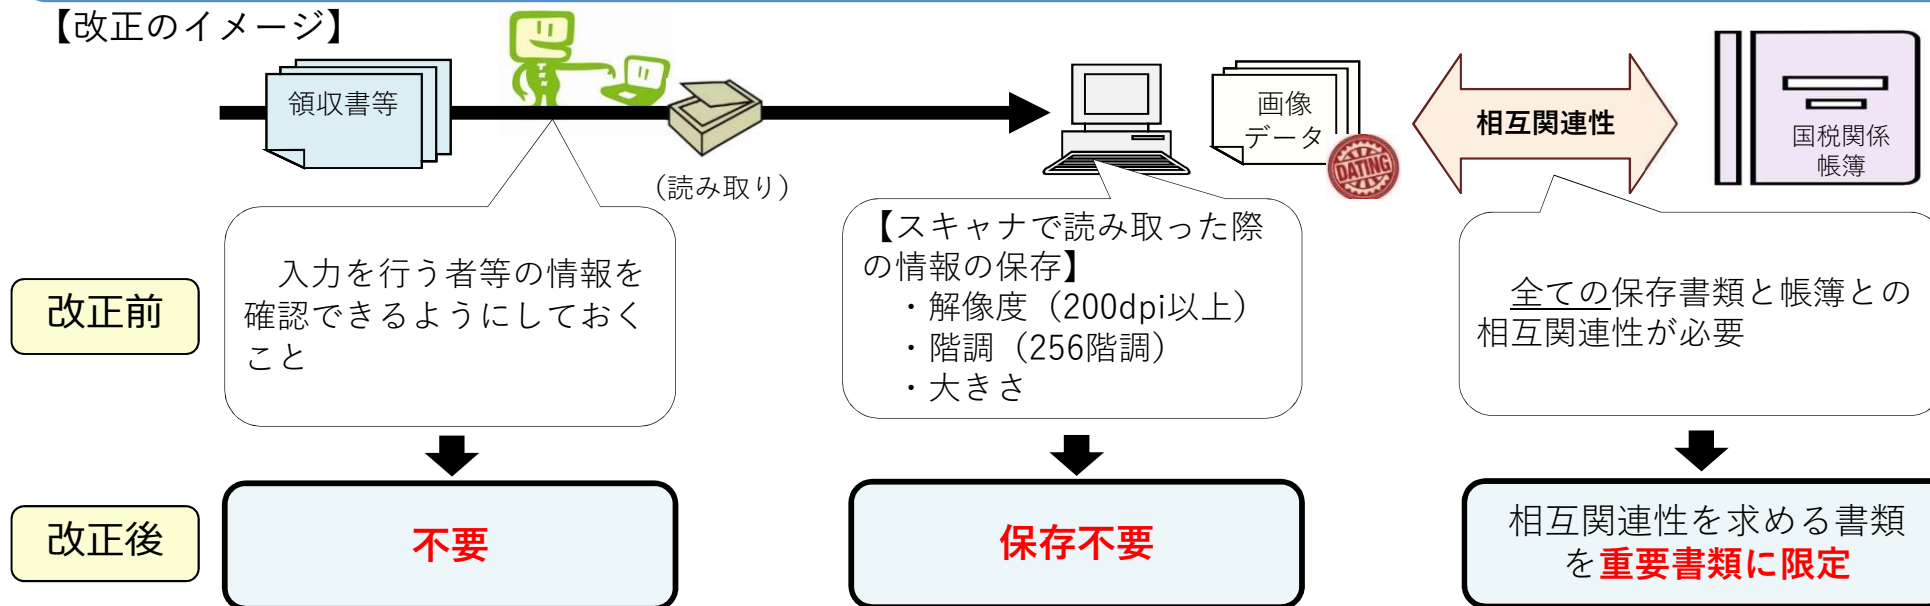 【改正のイメージ】
領収書等
(読み取り)
画像
データ
DATING
相互関連性
国税関係
帳簿
改正前
入力を行う者等の情報を
確認できるようにしておく
こと
【スキャナで読み取った際
の情報の保存】
・解像度（200dpi以上）
・階調（256階調）
・大きさ
全ての保存書類と帳簿との
相互関連性が必要
改正後
不要
保存不要
相互関連性を求める書類
を重要書類に限定